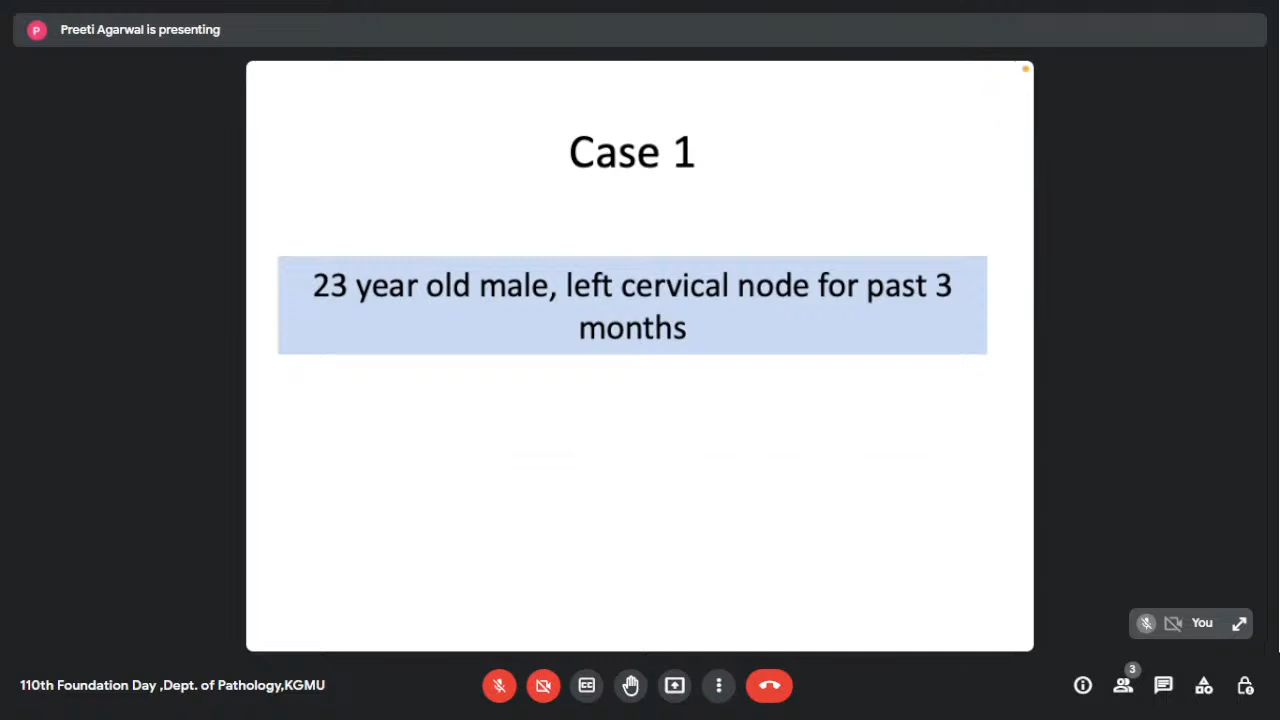 P Preeti Agarwal is presenting
Case 1
23 year old male, left cervical node for past 3
months
You
3
110th Foundation Day ,Dept. of Pathology,KGMU